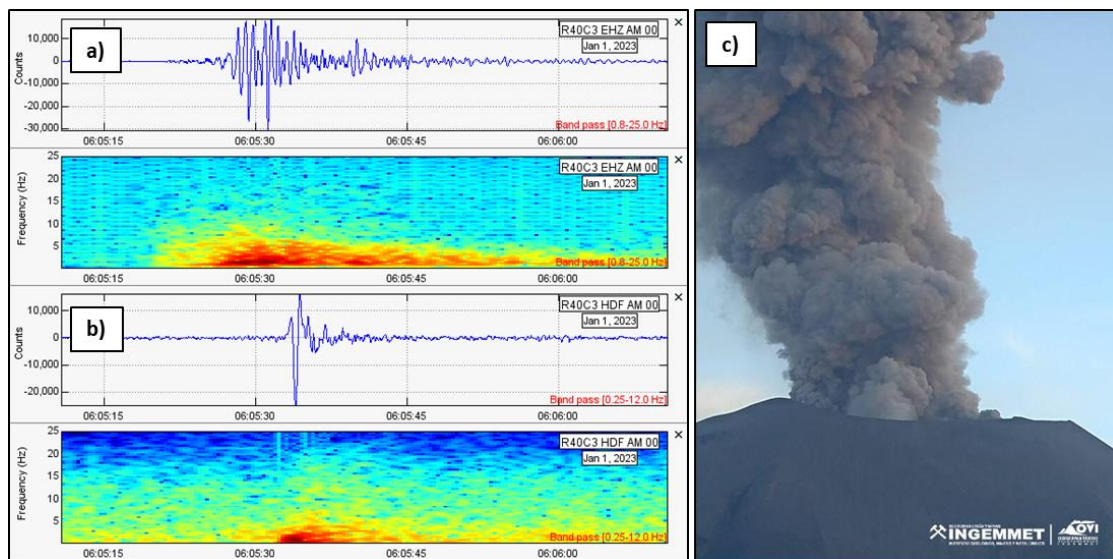 a)
10,000
0
-10,000
-20,000
-30,000
Counts
R40C3 EHZ AM 00
Jan 1, 2023
Band pass [0.8-25.0 Hz]
06:05:15 06:05:30 06:05:45 06:06:00
25
20
15
10
5
Frequency (Hz)
R40C3 EHZ AM 00
Jan 1, 2023
Band pass [0.8-25.0 Hz]
06:05:15 06:05:30 06:05:45 06:06:00
b)
10,000
0
-10,000
-20,000
Counts
R40C3 HDF AM 00
Jan 1, 2023
Band pass [0.25-12.0 Hz]
06:05:15 06:05:30 06:05:45 06:06:00
25
20
15
10
5
Frequency (Hz)
R40C3 HDF AM 00
Jan 1, 2023
Band pass [0.25-12.0 Hz]
06:05:15 06:05:30 06:05:45 06:06:00
c)
INGEMMET
OVI